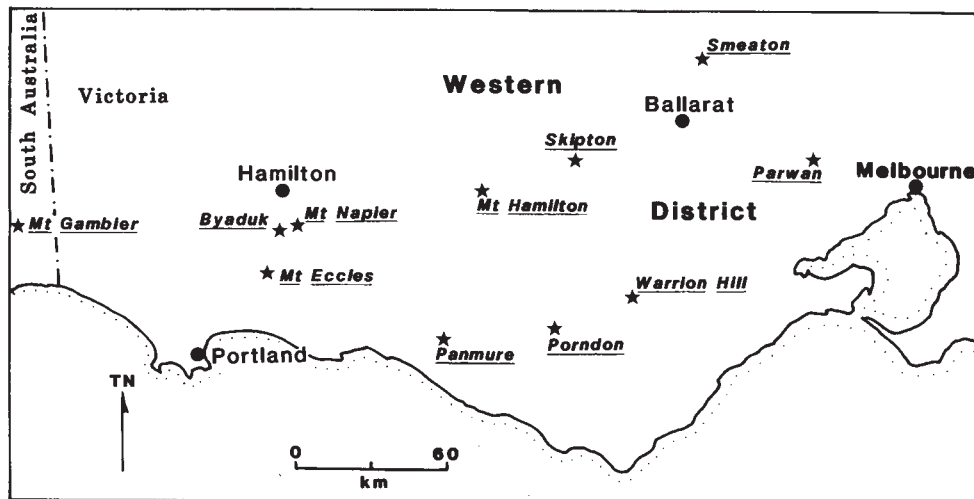 Smeaton
Western
Ballarat
South Australia
Victoria
Skipton
Hamilton
Parwan
Melbourne
Mt Gambler
Byaduk
Mt Napier
Mt Hamilton
District
Mt Eccles
Warrion Hill
Portland
Panmure
Porndon
TN
0 60
km